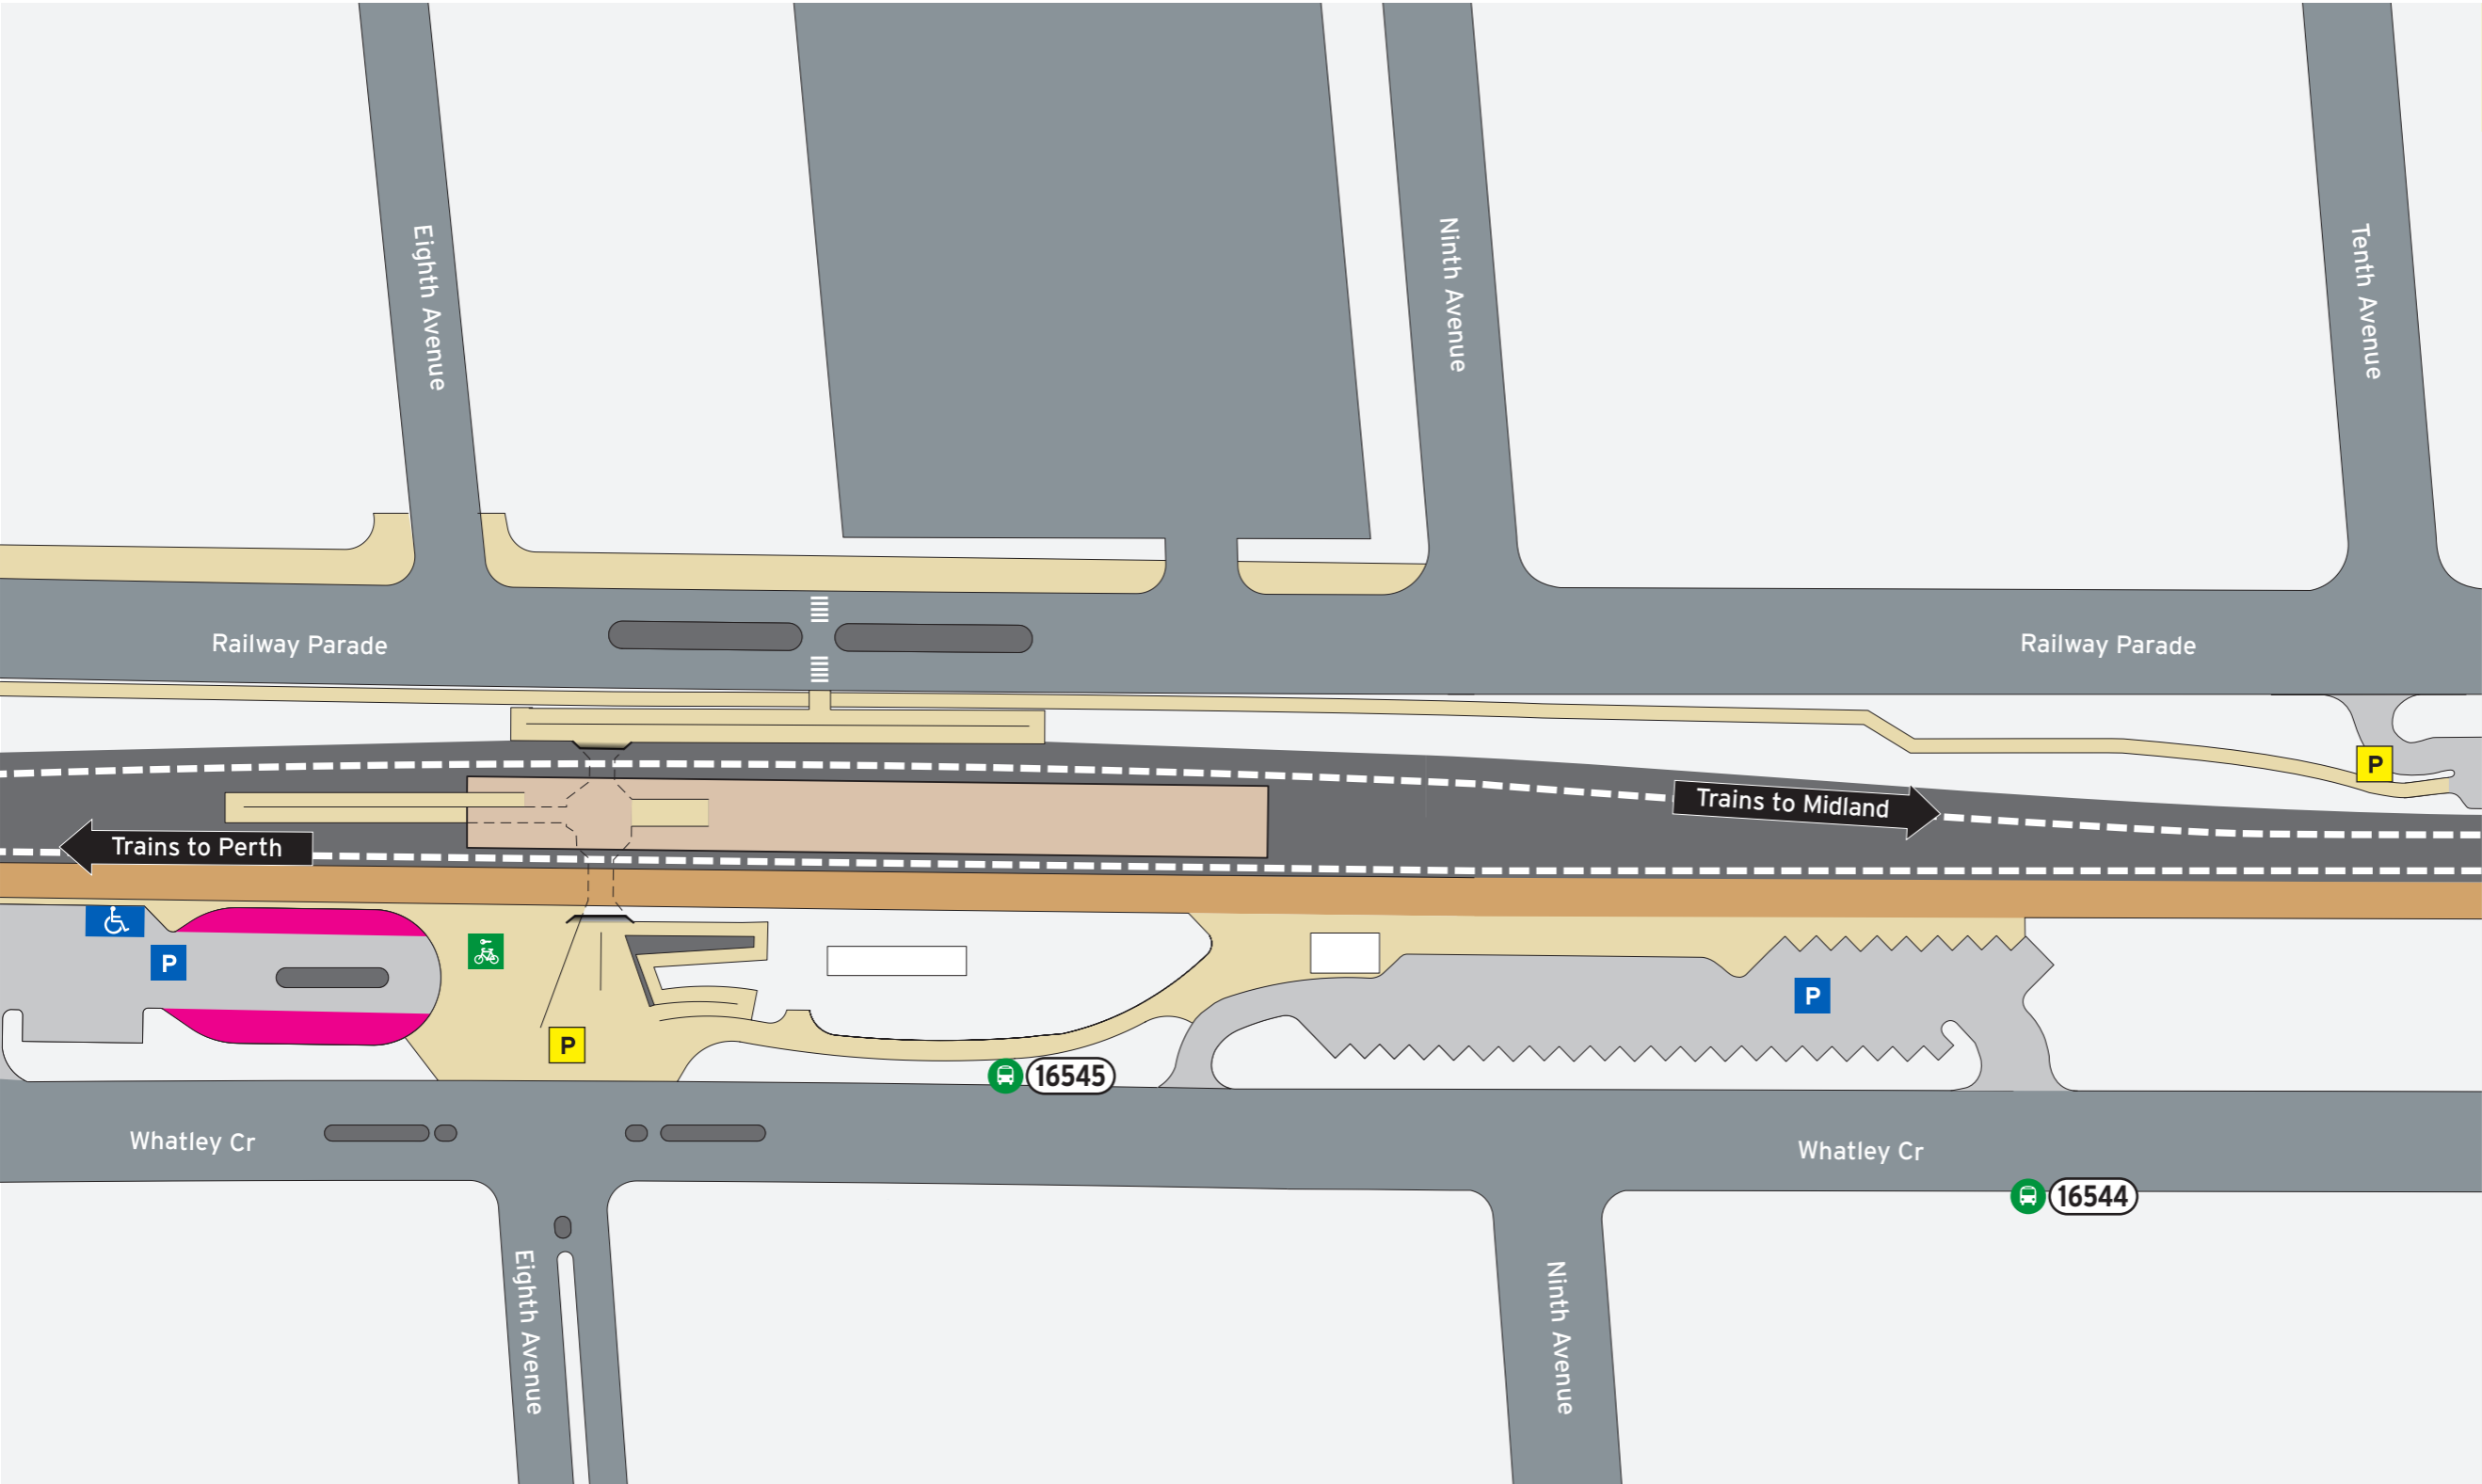 Eighth Avenue
Ninth Avenue
Tenth Avenue
Railway Parade
Railway Parade
P
Trains to Midland
Trains to Perth
P
P
P
16545
Whatley Cr
Whatley Cr
16544
Eighth Avenue
Ninth Avenue